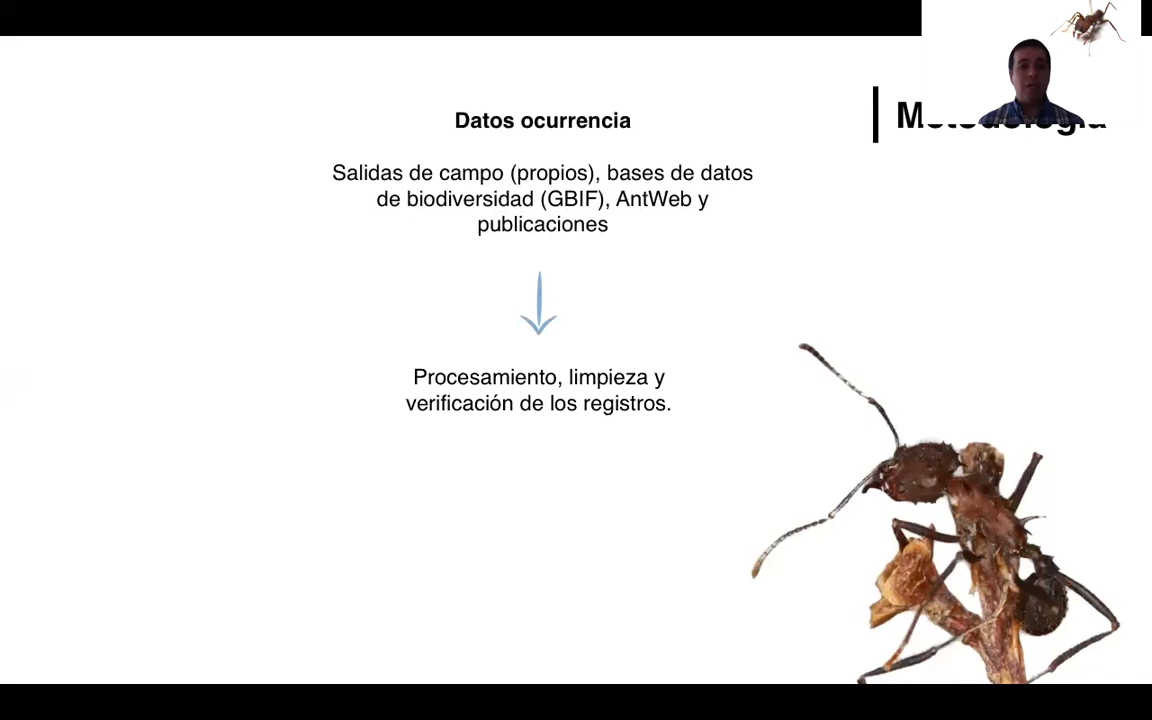 Datos ocurrencia
Salidas de campo (propios), bases de datos
de biodiversidad (GBIF), AntWeb y
publicaciones
Procesamiento, limpieza y
verificación de los registros.